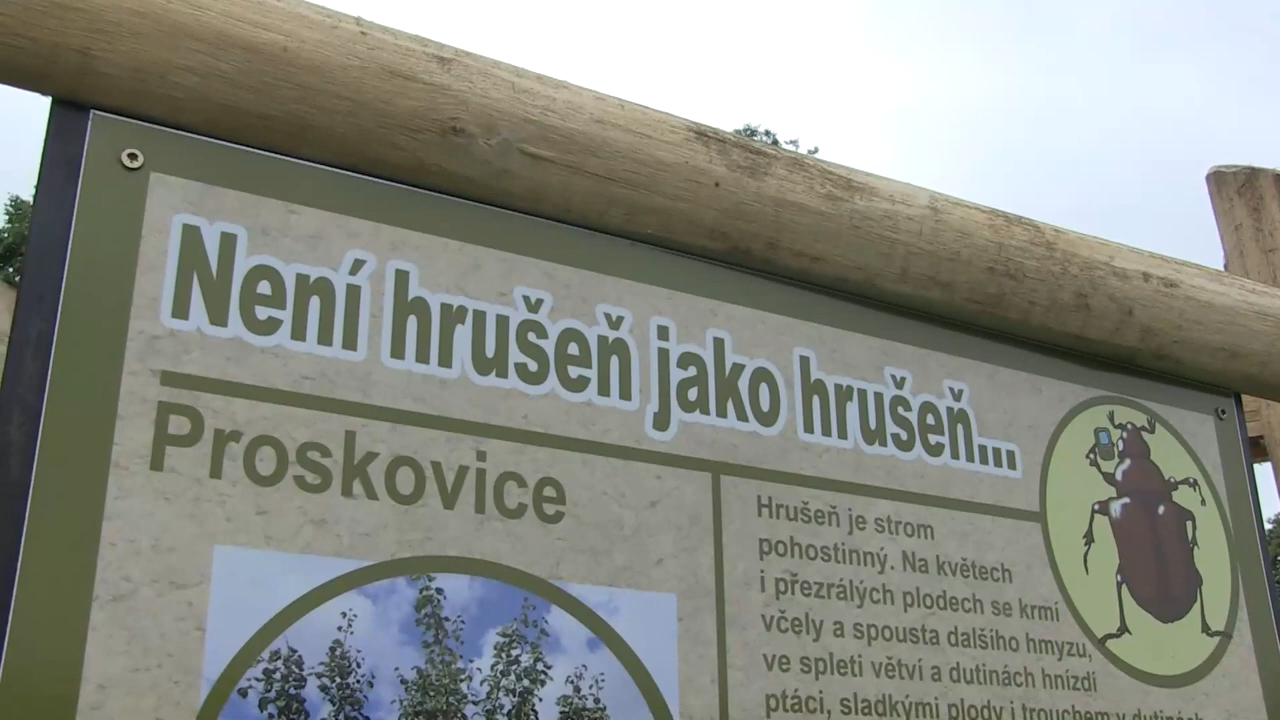 Není hrušeň jako hrušeň...
Proskovice
Hrušeň je strom
pohostinný. Na květech
i přezrálých plodech se krmí
včely a spousta dalšího hmyzu,
ve spleti větví a dutinách hnízdí
ptáci, sladkými plody i trouchem v